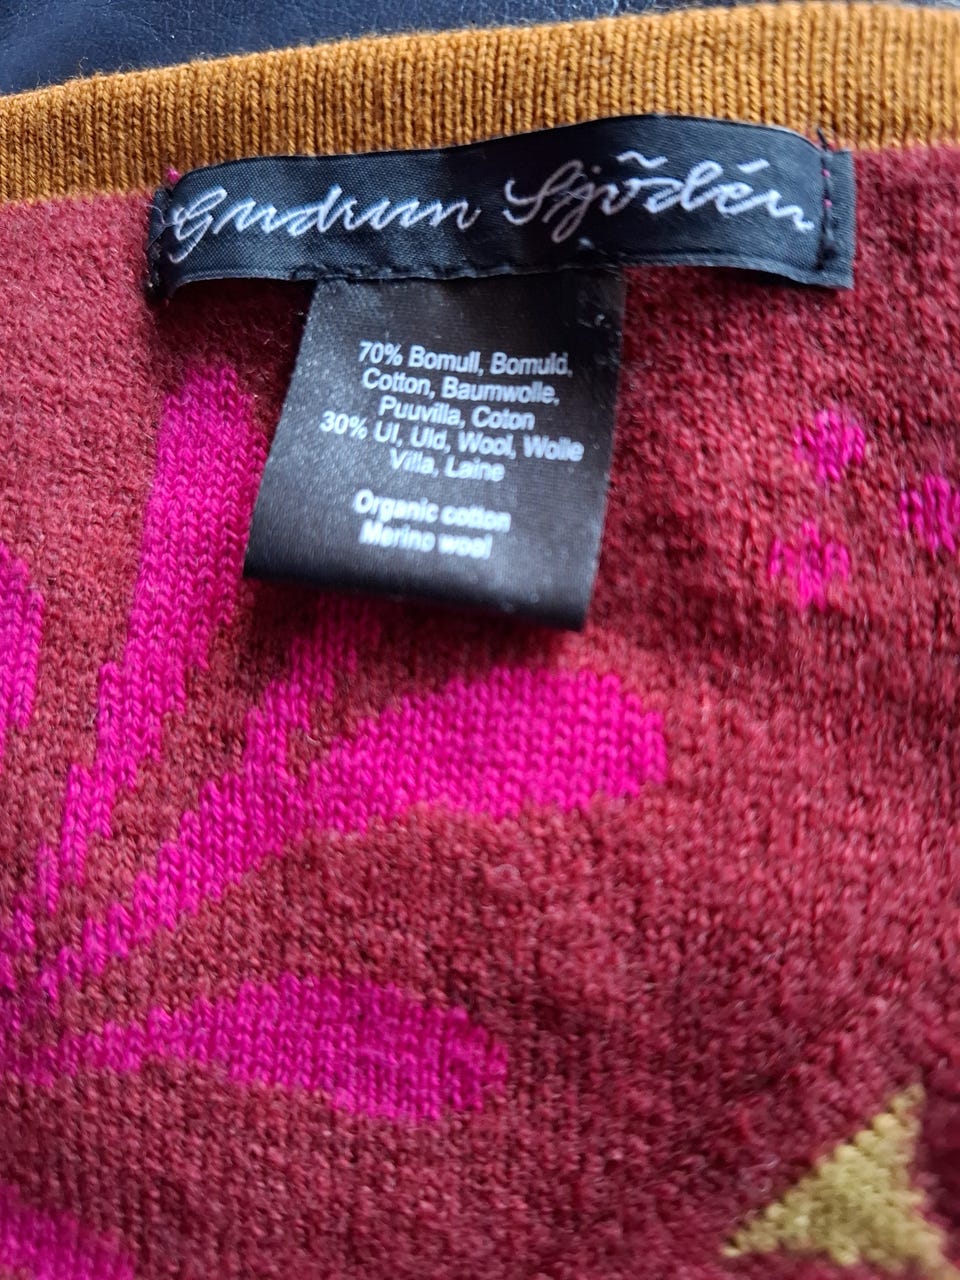 Gudrun Sjödén
70% Bomull, Bomuld,
Cotton, Baumwolle,
Puuvilla, Coton
30% Ul, Uld, Wool, Wolle
Villa, Laine
Organic cotton
Merino wool